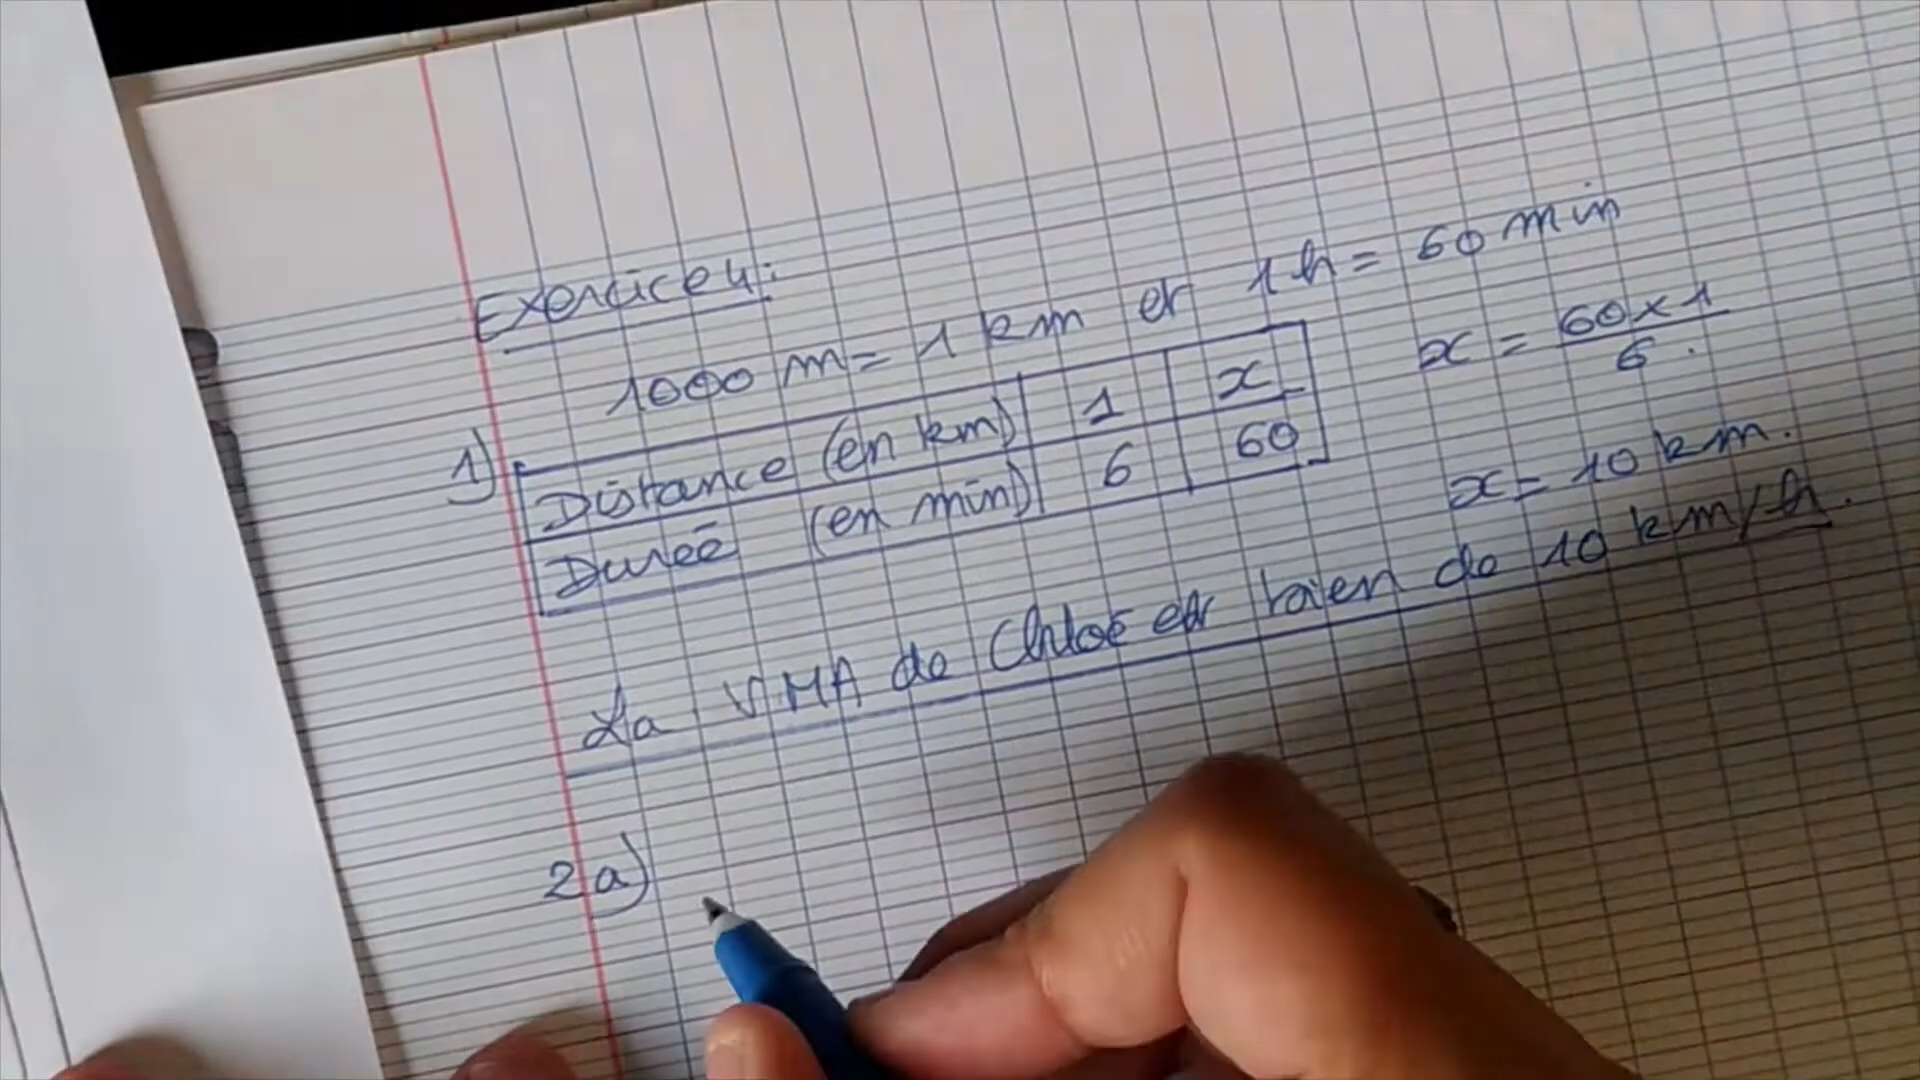 Exercice 4:
1000 m = 1 km et 1 h = 60 min
1)
Distance (en km) 1 x
Durée (en min) 6 60
x = 60 x 1
6
x = 10 km.
La VMA de Chloé est bien de 10 km/h.
2a)